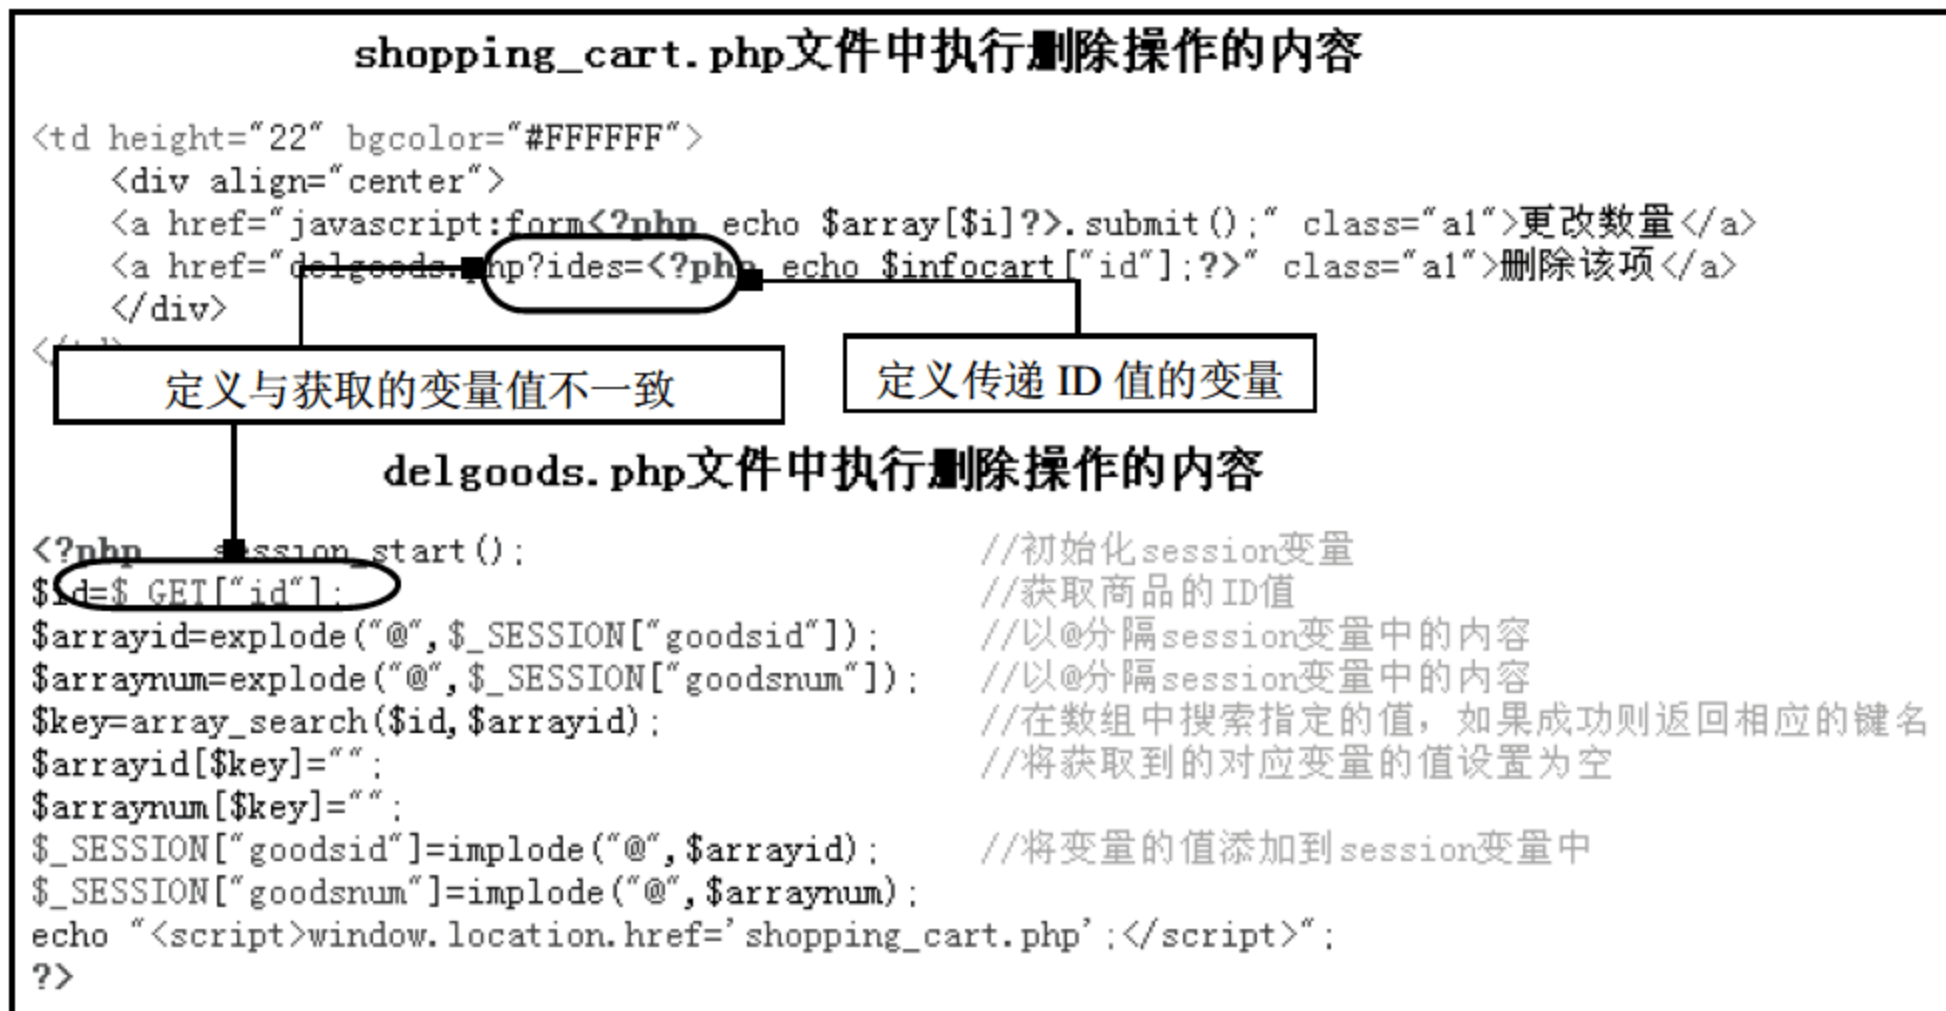 shopping_cart.php文件中执行删除操作的内容
<td height="22" bgcolor="#FFFFFF">
<div align="center">
<a href="javascript:form<?php echo $array[$i]?>.submit();" class="a1">更改数量</a>
<a href="delgoods.php?ides=<?php echo $infocart["id"];?>" class="a1">删除该项</a>
</div>
</td>
定义与获取的变量值不一致
定义传递 ID 值的变量
delgoods.php文件中执行删除操作的内容
<?php session_start(); //初始化session变量
$id=$_GET["id"]; //获取商品的ID值
$arrayid=explode("@",$_SESSION["goodsid"]); //以@分隔session变量中的内容
$arraynum=explode("@",$_SESSION["goodsnum"]); //以@分隔session变量中的内容
$key=array_search($id,$arrayid); //在数组中搜索指定的值，如果成功则返回相应的键名
$arrayid[$key]=""; //将获取到的对应变量的值设置为空
$arraynum[$key]="";
$_SESSION["goodsid"]=implode("@",$arrayid); //将变量的值添加到session变量中
$_SESSION["goodsnum"]=implode("@",$arraynum);
echo "<script>window.location.href='shopping_cart.php';</script>";
?>